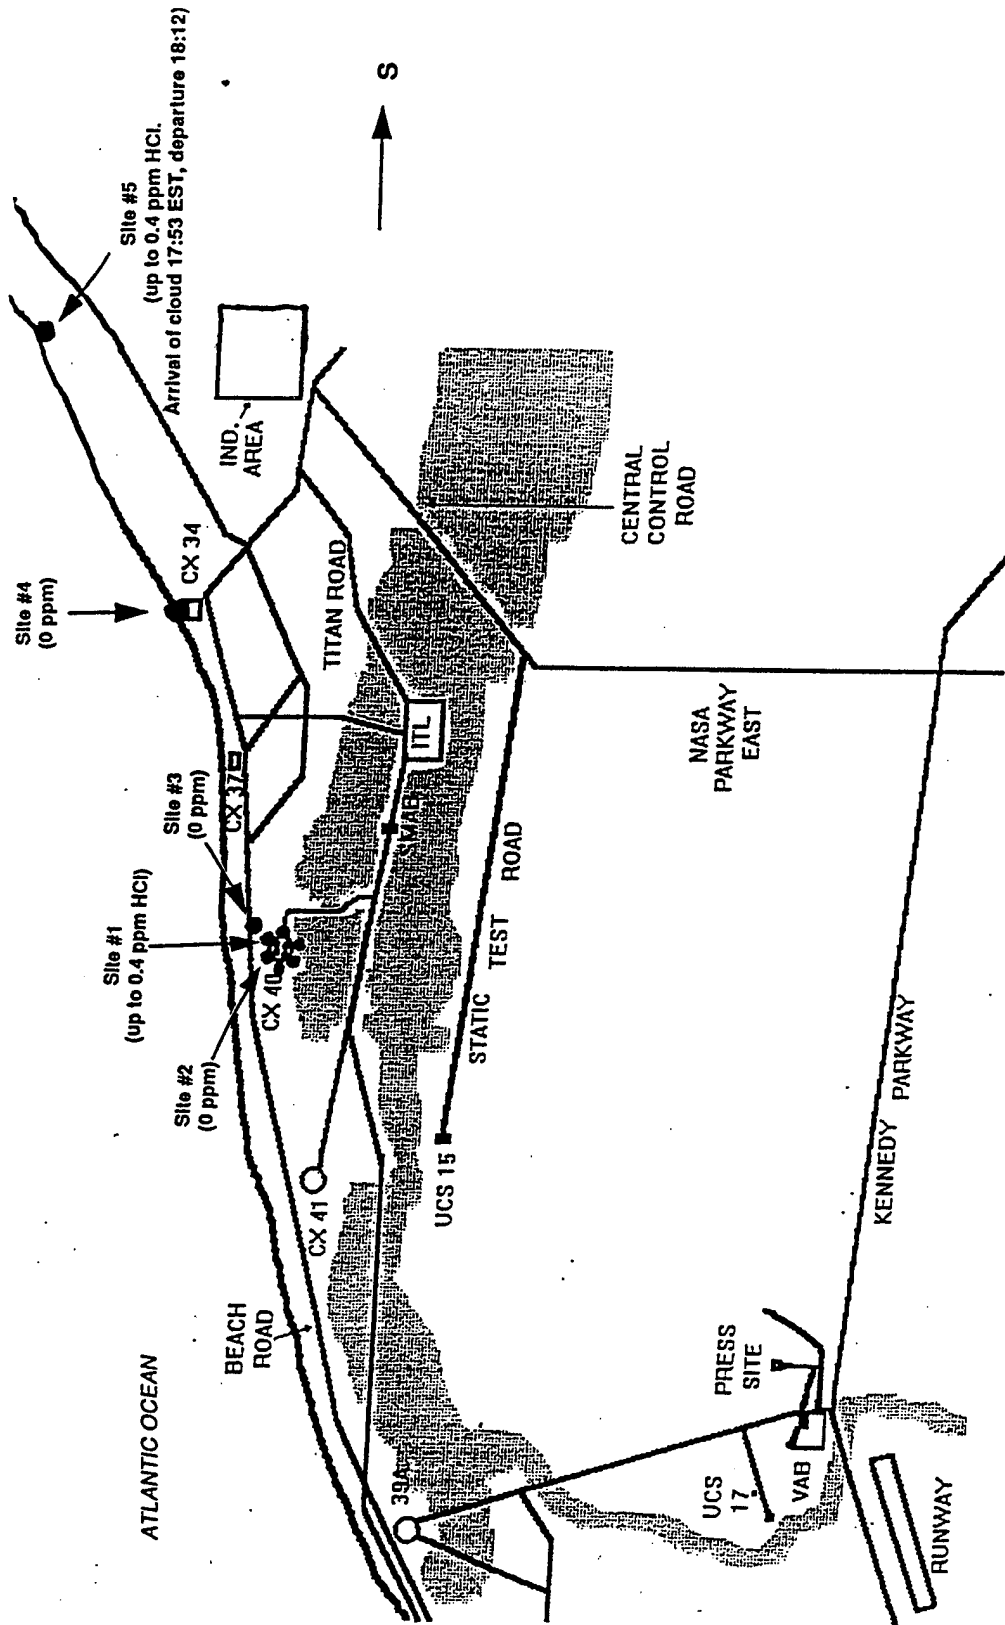 ATLANTIC OCEAN
BEACH
ROAD
Site #2
(0 ppm)
Site #1
(up to 0.4 ppm HCl)
Site #3
(0 ppm)
Site #4
(0 ppm)
Site #5
(up to 0.4 ppm HCl.
Arrival of cloud 17:53 EST, departure 18:12)
S
39A
CX 41
CX 40
CX 37
CX 34
IND.
AREA
TITAN ROAD
SMAB
ITL
UCS 15
STATIC TEST ROAD
CENTRAL
CONTROL
ROAD
NASA
PARKWAY
EAST
KENNEDY PARKWAY
PRESS
SITE
UCS
17
VAB
RUNWAY